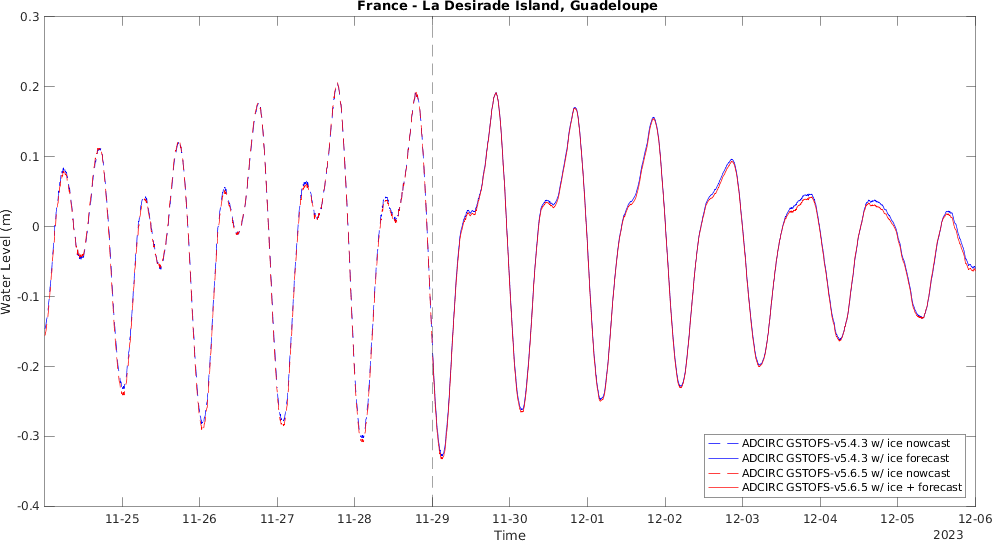 France - La Desirade Island, Guadeloupe
0.3
0.2
0.1
0
-0.1
-0.2
-0.3
-0.4
Water Level (m)
ADCIRC GSTOFS-v5.4.3 w/ ice nowcast
ADCIRC GSTOFS-v5.4.3 w/ ice forecast
ADCIRC GSTOFS-v5.6.5 w/ ice nowcast
ADCIRC GSTOFS-v5.6.5 w/ ice + forecast
11-25 11-26 11-27 11-28 11-29 11-30 12-01 12-02 12-03 12-04 12-05 12-06
Time
2023